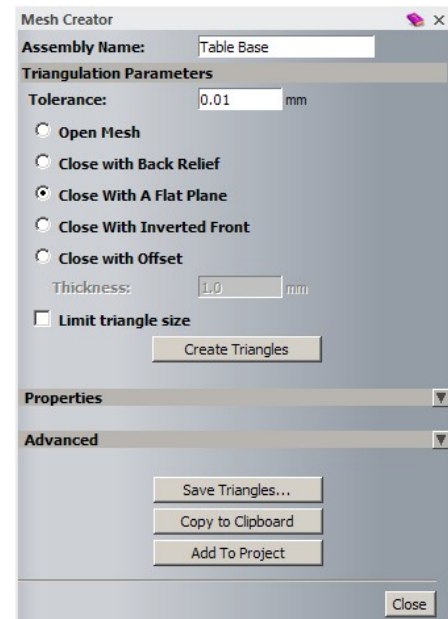 Mesh Creator
Assembly Name: Table Base
Triangulation Parameters
Tolerance: 0.01 mm
Open Mesh
Close with Back Relief
Close With A Flat Plane
Close With Inverted Front
Close with Offset
Thickness: 1.0 mm
Limit triangle size
Create Triangles
Properties
Advanced
Save Triangles...
Copy to Clipboard
Add To Project
Close